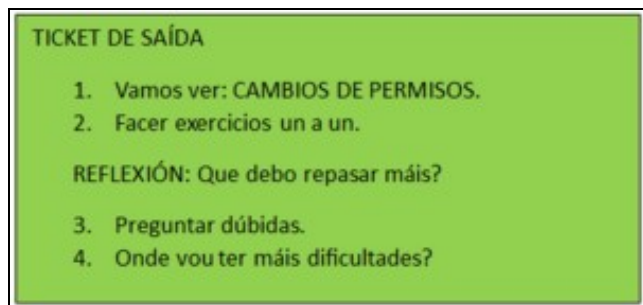 TICKET DE SAÍDA
1. Vamos ver: CAMBIOS DE PERMISOS.
2. Facer exercicios un a un.
REFLEXIÓN: Que debo repasar máis?
3. Preguntar dúbidas.
4. Onde vou ter máis dificultades?